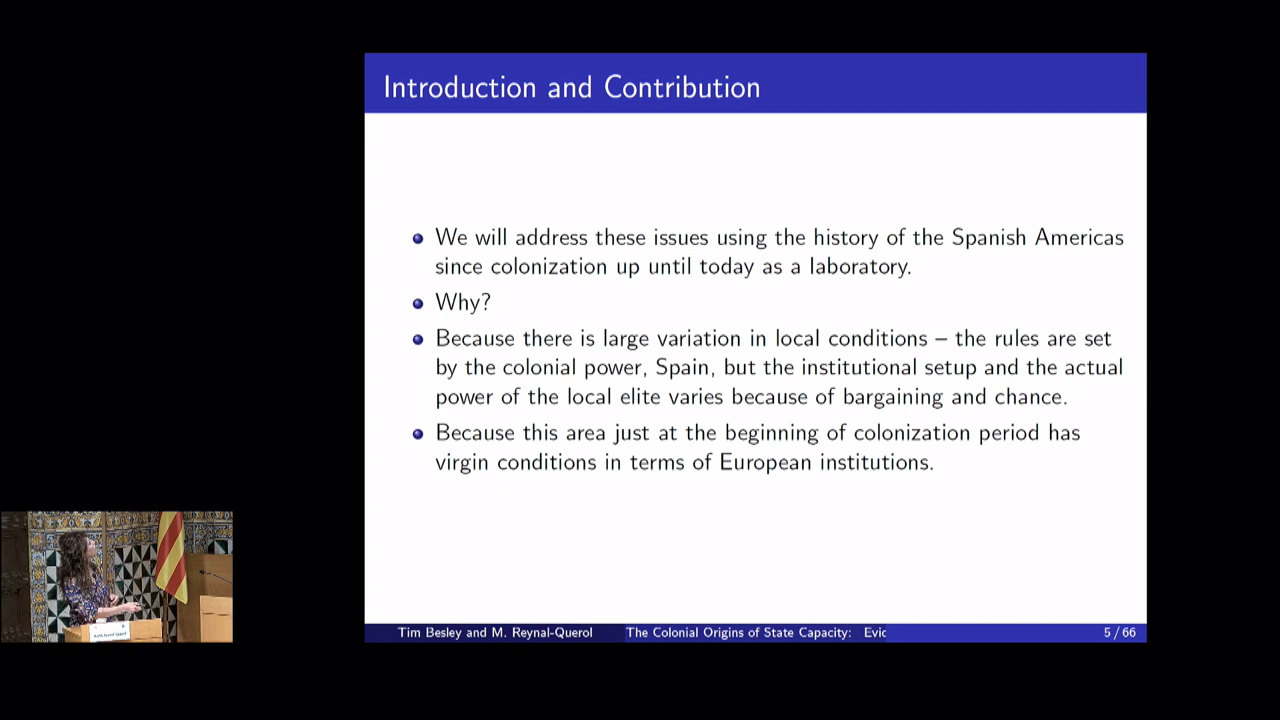 Introduction and Contribution
We will address these issues using the history of the Spanish Americas
since colonization up until today as a laboratory.
Why?
Because there is large variation in local conditions – the rules are set
by the colonial power, Spain, but the institutional setup and the actual
power of the local elite varies because of bargaining and chance.
Because this area just at the beginning of colonization period has
virgin conditions in terms of European institutions.
Tim Besley and M. Reynal-Querol The Colonial Origins of State Capacity: Evic 5 / 66